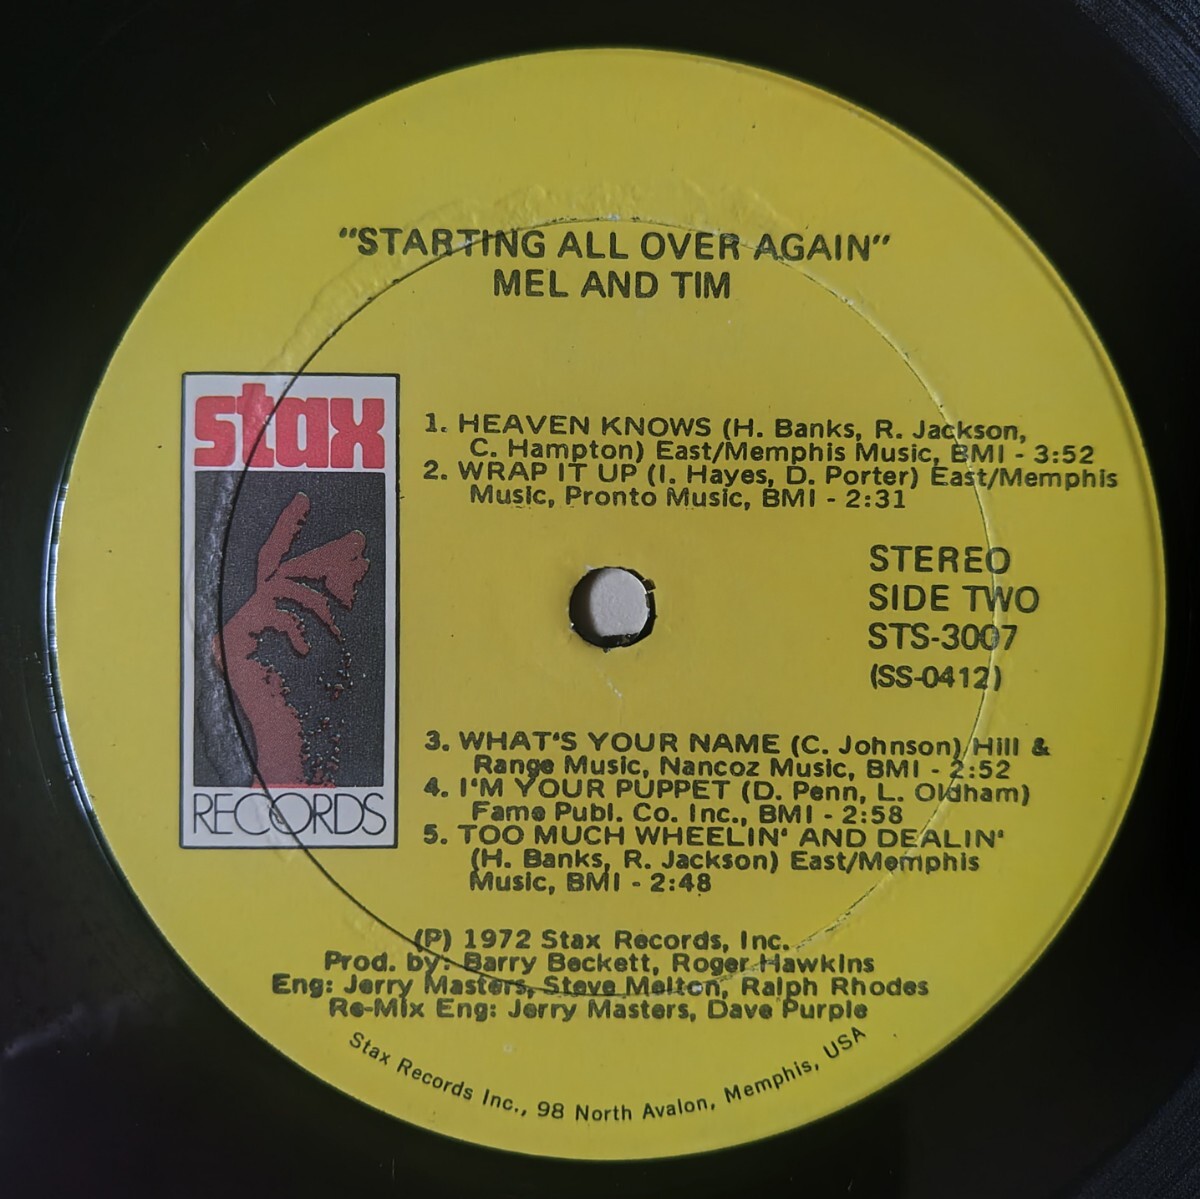 "STARTING ALL OVER AGAIN"
MEL AND TIM
stax
RECORDS
1. HEAVEN KNOWS (H. Banks, R. Jackson,
C. Hampton) East/Memphis Music, BMI - 3:52
2. WRAP IT UP (I. Hayes, D. Porter) East/Memphis
Music, Pronto Music, BMI - 2:31
STEREO
SIDE TWO
STS-3007
(SS-0412)
3. WHAT'S YOUR NAME (C. Johnson) Hill &
Range Music, Nancoz Music, BMI - 2:52
4. I'M YOUR PUPPET (D. Penn, L. Oldham)
Fame Publ. Co. Inc., BMI - 2:58
5. TOO MUCH WHEELIN' AND DEALIN'
(H. Banks, R. Jackson) East/Memphis
Music, BMI - 2:48
(P) 1972 Stax Records, Inc.
Prod. by: Barry Beckett, Roger Hawkins
Eng: Jerry Masters, Steve Melton, Ralph Rhodes
Re-Mix Eng: Jerry Masters, Dave Purple
Stax Records Inc., 98 North Avalon, Memphis, USA